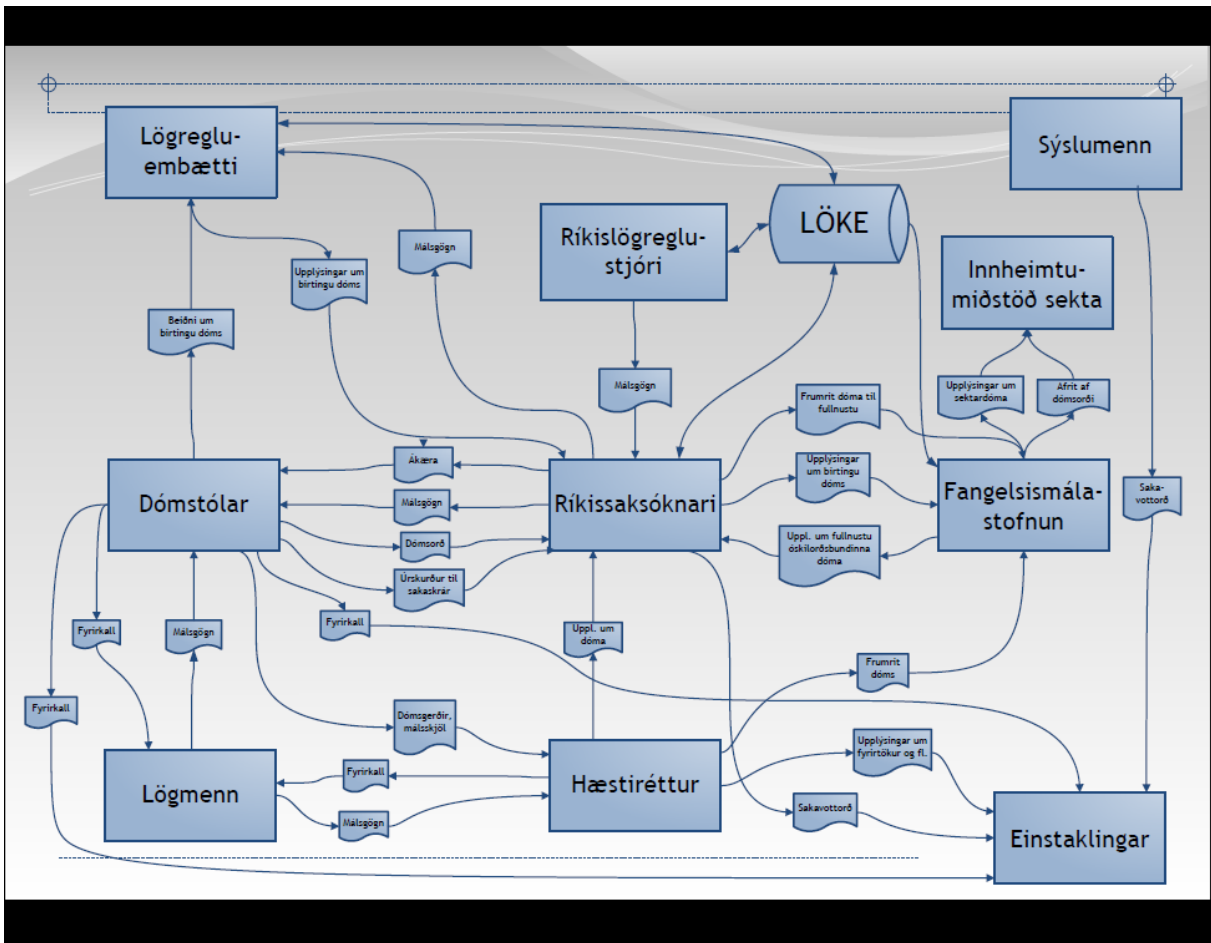 Lögreglu-
embætti
Sýslumenn
LÖKE
Ríkislögreglu-
stjóri
Málsgögn
Innheimtu-
miðstöð sekta
Upplýsingar um
birtingu dóms
Beiðni um
birtingu dóms
Málsgögn
Upplýsingar um
sektardóma
Afrit af
dómsorði
Frumrit dóma til
fullnustu
Ákæra
Upplýsingar
um birtingu
dóms
Dómstólar
Málsgögn
Ríkissaksóknari
Fangelsismála-
stofnun
Saka-
vottorð
Dómsorð
Uppl. um fullnustu
óskilorðsbundinna
dóma
Úrskurður til
sakaskrár
Fyrirkall
Fyrirkall
Málsgögn
Uppl. um
dóma
Frumrit
dóms
Fyrirkall
Dómsgerðir,
málsskjöl
Upplýsingar um
fyrirtökur og fl.
Fyrirkall
Lögmenn
Hæstiréttur
Málsgögn
Sakavottorð
Einstaklingar